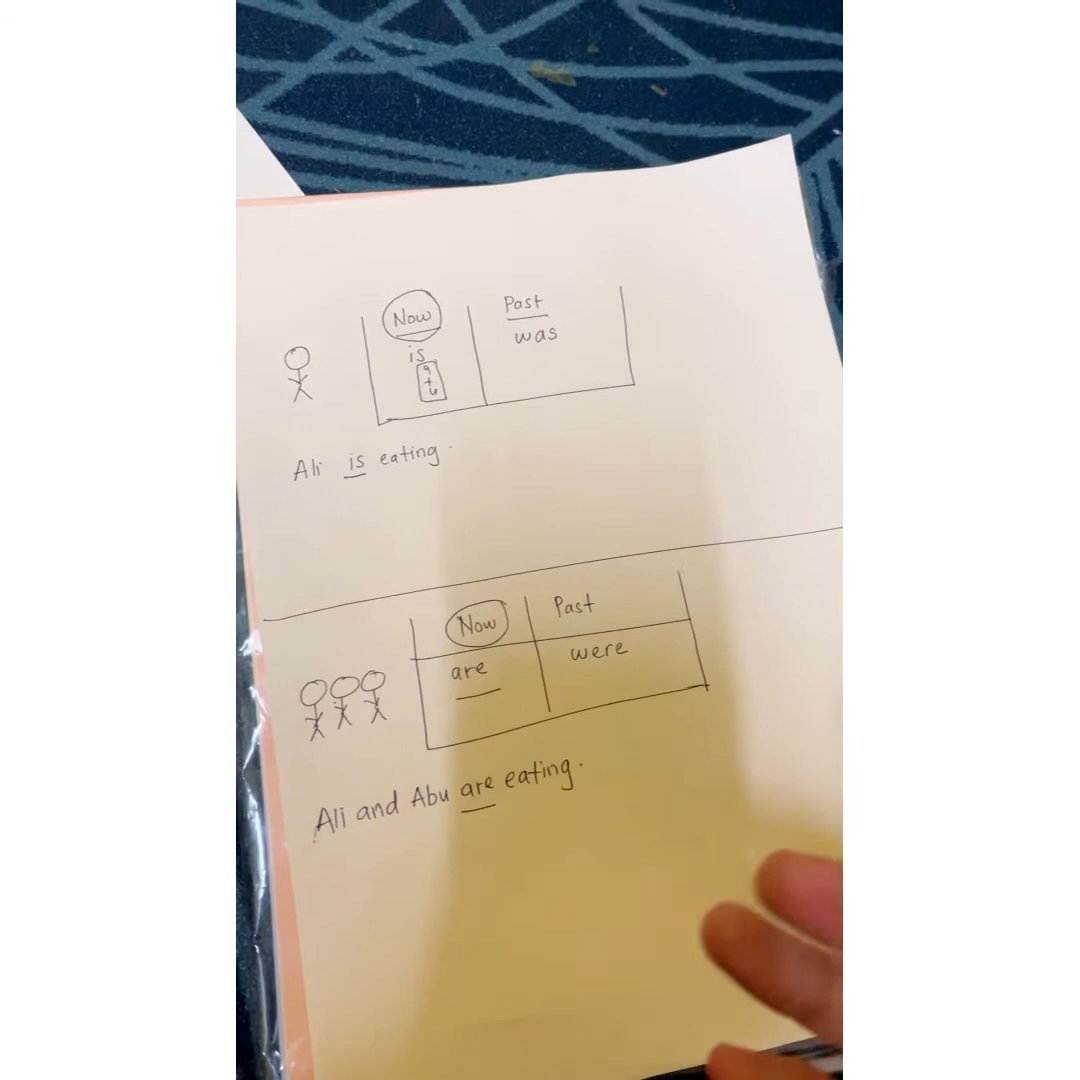 Now Past
is was
a
t
u
Ali is eating.
Now Past
are were
Ali and Abu are eating.